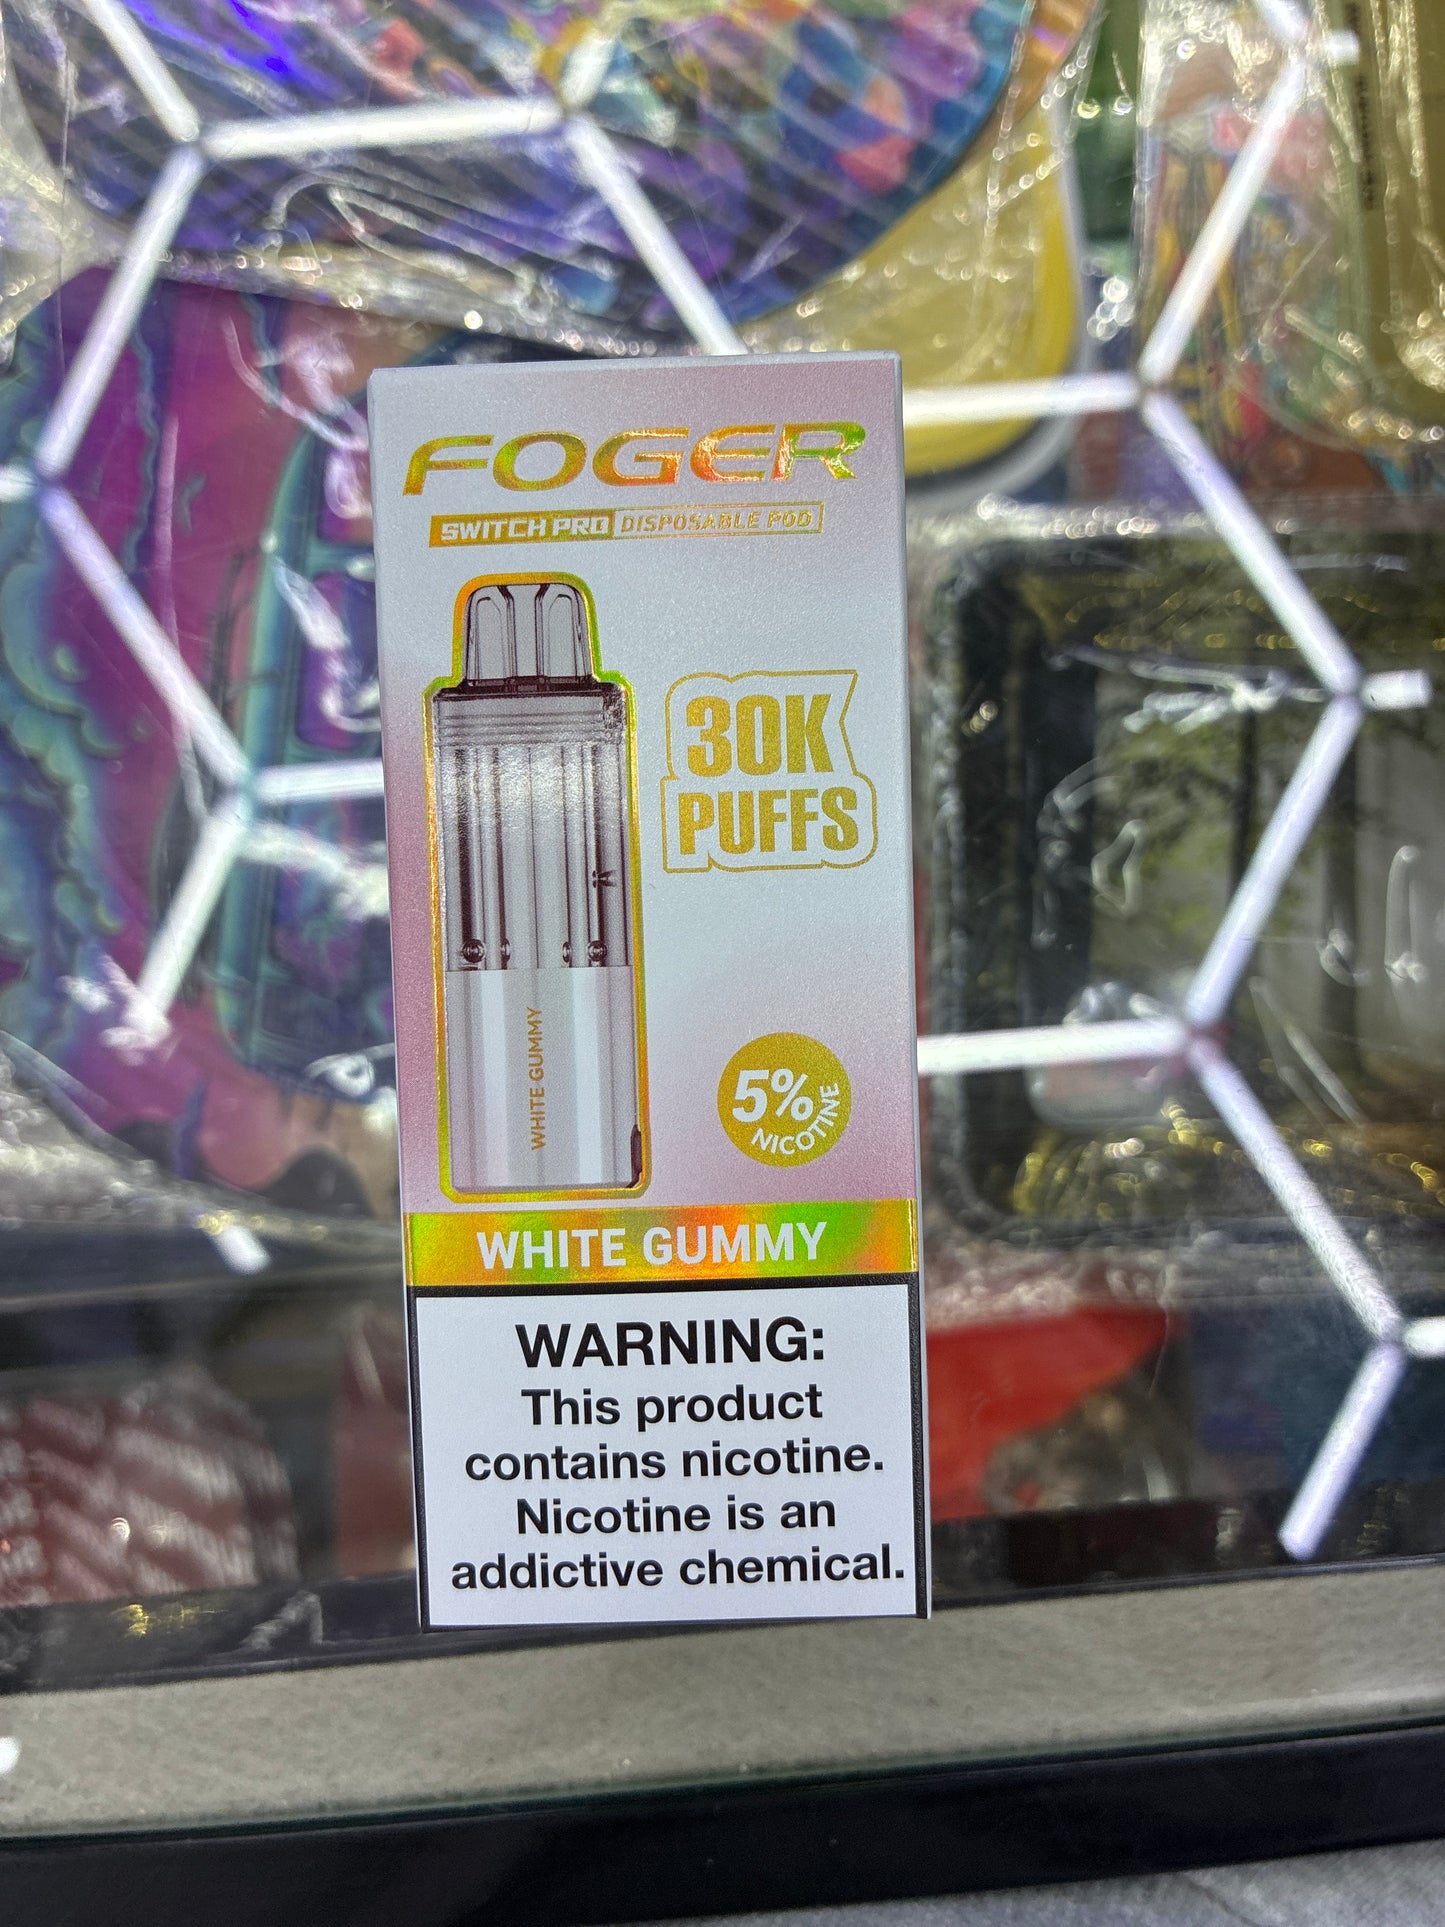 FOGER
SWITCH PRO DISPOSABLE POD
30K
PUFFS
WHITE GUMMY
5%
NICOTINE
WHITE GUMMY
WARNING:
This product
contains nicotine.
Nicotine is an
addictive chemical.